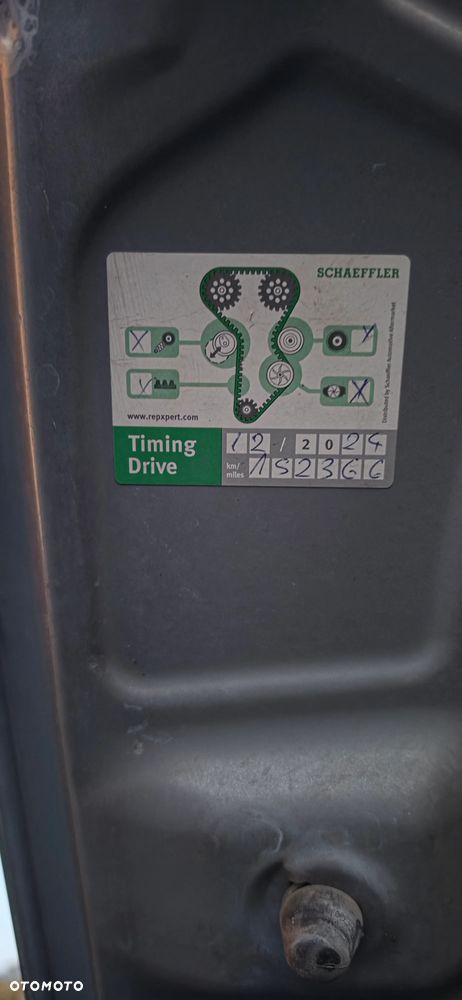 SCHAEFFLER
Distributed by Schaeffler Automotive Aftermarket
www.repxpert.com
Timing Drive
12/2024
km/miles 152366
OTOMOTO